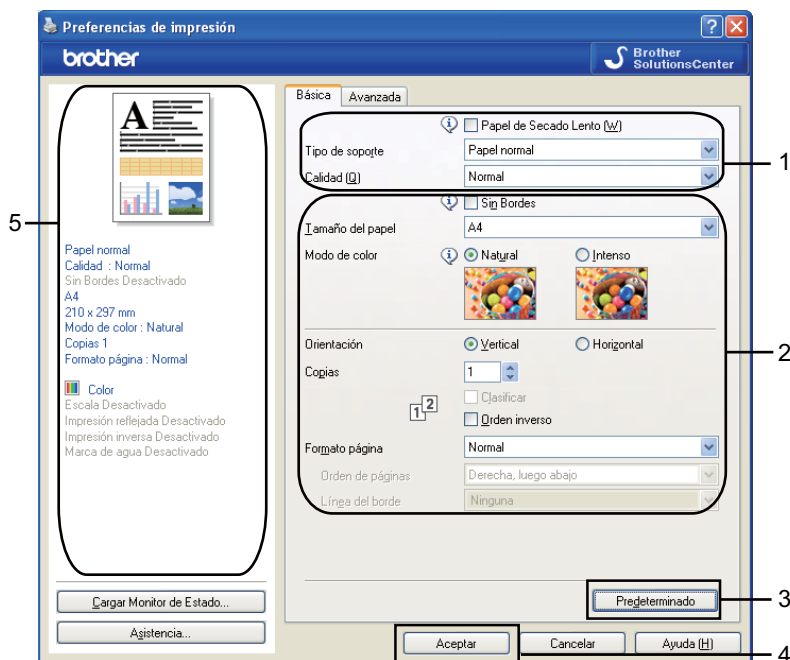 Preferencias de impresión
brother
Brother
SolutionsCenter
Básica
Avanzada
Papel de Secado Lento (W)
Tipo de soporte
Papel normal
1
Calidad (Q)
Normal
Sin Bordes
Tamaño del papel
A4
Modo de color
Natural
Intenso
Orientación
Vertical
Horizontal
2
Copias
1
Clasificar
1 2
Orden inverso
Formato página
Normal
Orden de páginas
Derecha, luego abajo
Línea del borde
Ninguna
Predeterminado
3
Aceptar
Cancelar
Ayuda (H)
4
5
A
Papel normal
Calidad : Normal
Sin Bordes Desactivado
A4
210 x 297 mm
Modo de color : Natural
Copias 1
Formato página : Normal
Color
Escala Desactivado
Impresión reflejada Desactivado
Impresión inversa Desactivado
Marca de agua Desactivado
Cargar Monitor de Estado...
Asistencia...